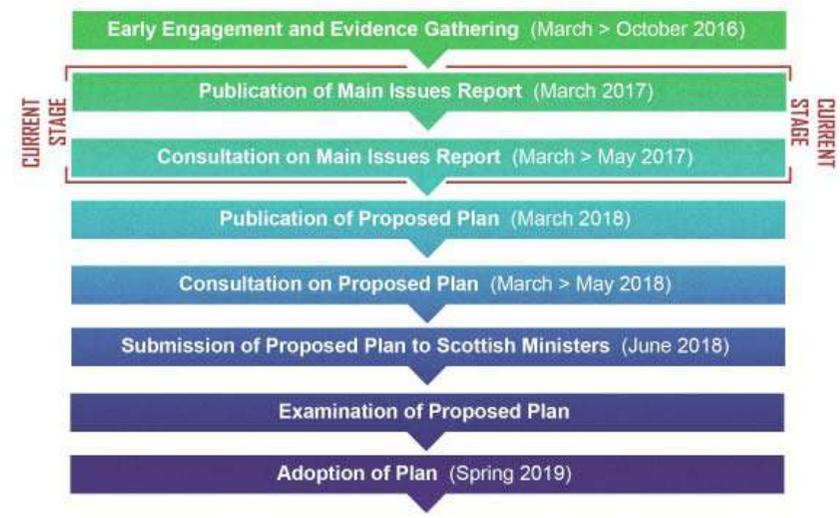 Early Engagement and Evidence Gathering (March > October 2016)
CURRENT
STAGE
Publication of Main Issues Report (March 2017)
Consultation on Main Issues Report (March > May 2017)
CURRENT
STAGE
Publication of Proposed Plan (March 2018)
Consultation on Proposed Plan (March > May 2018)
Submission of Proposed Plan to Scottish Ministers (June 2018)
Examination of Proposed Plan
Adoption of Plan (Spring 2019)